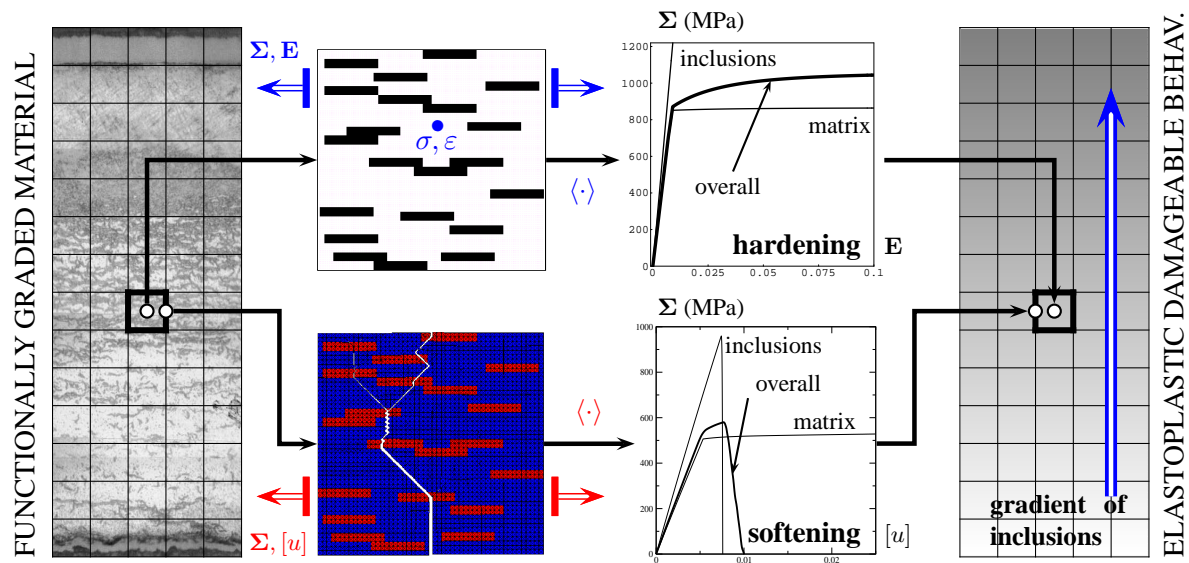 FUNCTIONALLY GRADED MATERIAL
Σ, E
σ, ε
⟨·⟩
Σ (MPa)
1200
1000
800
600
400
200
0
inclusions
matrix
overall
hardening E
0 0.025 0.05 0.075 0.1
Σ, [u]
⟨·⟩
Σ (MPa)
1000
800
600
400
200
0
inclusions
overall
matrix
softening [u]
0 0.01 0.02
gradient of
inclusions
ELASTOPLASTIC DAMAGEABLE BEHAV.